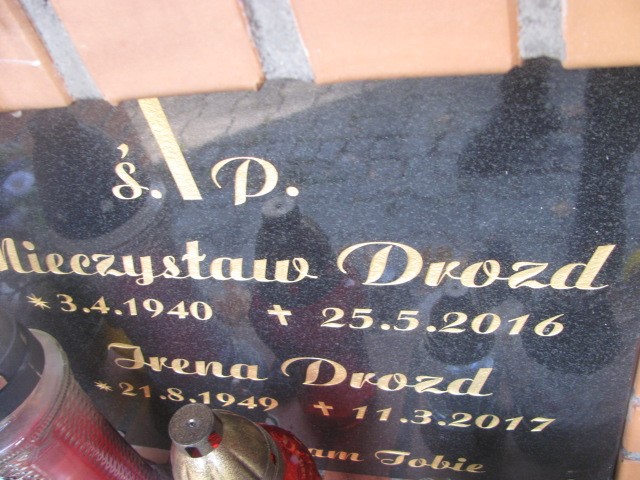 ś. p.
Mieczysław Drozd
* 3.4.1940 † 25.5.2016
Irena Drozd
* 21.8.1949 † 11.3.2017
Tobie